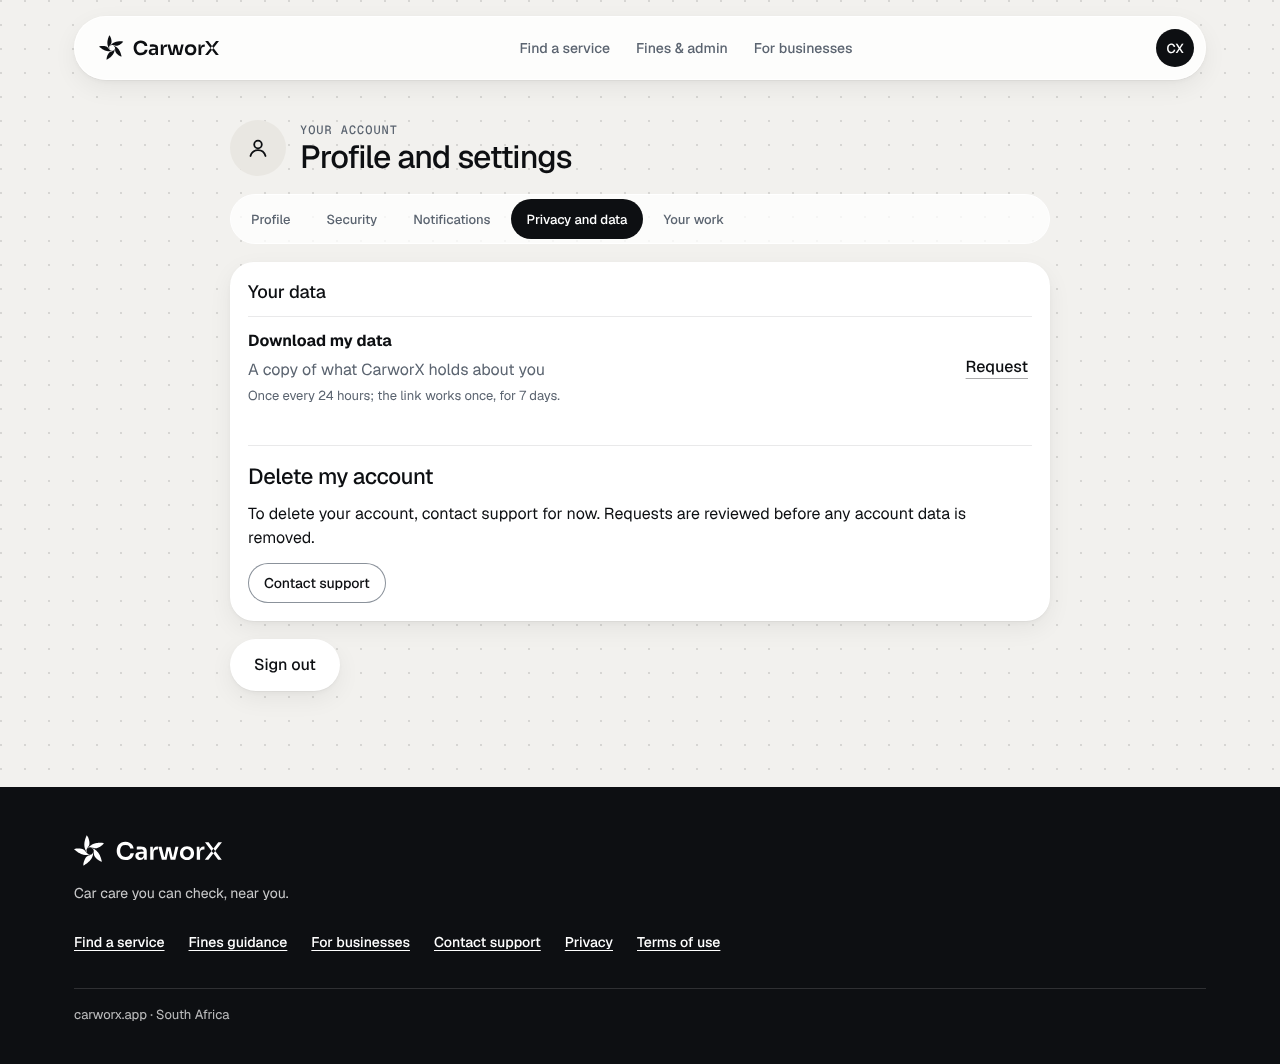 CarworX
Find a service
Fines & admin
For businesses
CX
YOUR ACCOUNT
Profile and settings
Profile
Security
Notifications
Privacy and data
Your work
Your data
Download my data
A copy of what CarworX holds about you
Once every 24 hours; the link works once, for 7 days.
Request
Delete my account
To delete your account, contact support for now. Requests are reviewed before any account data is
removed.
Contact support
Sign out
CarworX
Car care you can check, near you.
Find a service
Fines guidance
For businesses
Contact support
Privacy
Terms of use
carworx.app · South Africa